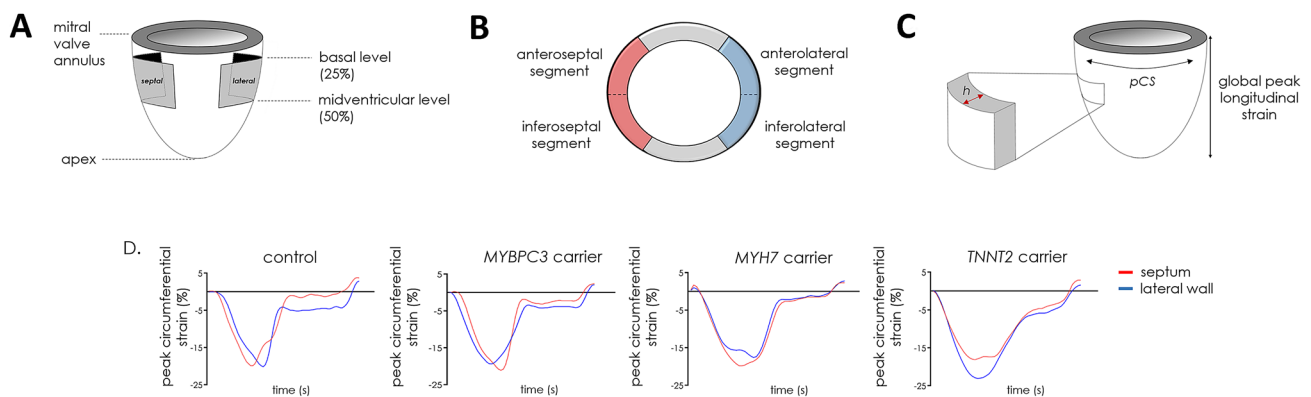 A
mitral
valve
annulus
septal
lateral
basal level
(25%)
midventricular level
(50%)
apex
B
anteroseptal
segment
anterolateral
segment
inferoseptal
segment
inferolateral
segment
C
h
pCS
global peak
longitudinal
strain
D.
control
peak circumferential
strain (%)
5
-5
-15
-25
time (s)
MYBPC3 carrier
peak circumferential
strain (%)
5
-5
-15
-25
time (s)
MYH7 carrier
peak circumferential
strain (%)
5
-5
-15
-25
time (s)
TNNT2 carrier
peak circumferential
strain (%)
5
-5
-15
-25
time (s)
septum
lateral wall